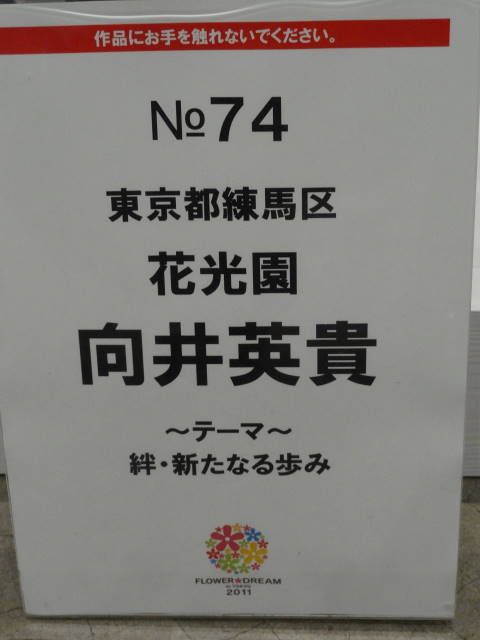 作品にお手を触れないでください。
№74
東京都練馬区
花光園
向井英貴
～テーマ～
絆・新たなる歩み
FLOWER★DREAM
2011